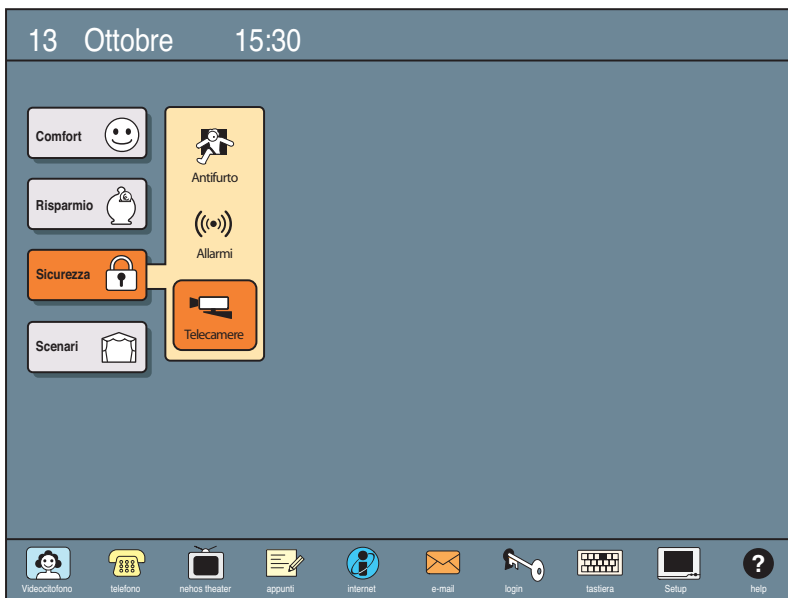 13 Ottobre 15:30
Comfort
Risparmio
Sicurezza
Scenari
Antifurto
Allarmi
Telecamere
Videocitofono telefono nehos theater appunti internet e-mail login tastiera Setup help